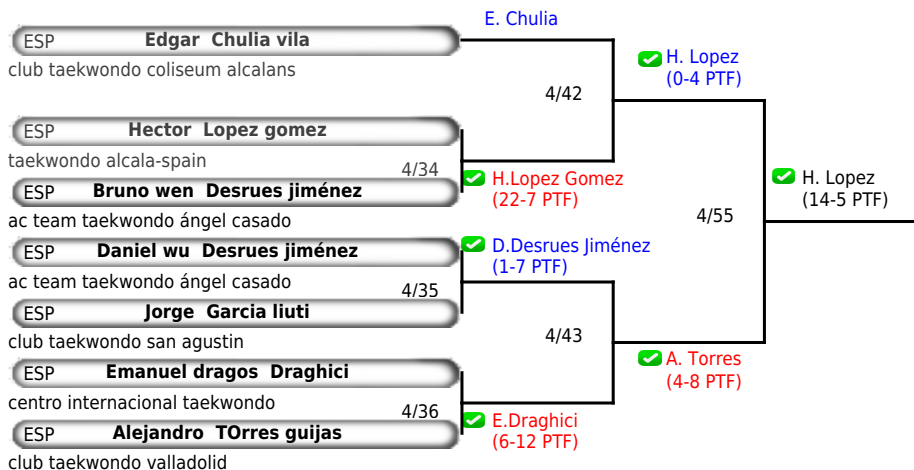 E. Chulia
ESP Edgar Chulia vila
club taekwondo coliseum alcalans
H. Lopez
(0-4 PTF)
4/42
ESP Hector Lopez gomez
taekwondo alcala-spain
4/34
ESP Bruno wen Desrues jiménez
H.Lopez Gomez
(22-7 PTF)
ac team taekwondo ángel casado
H. Lopez
(14-5 PTF)
4/55
ESP Daniel wu Desrues jiménez
D.Desrues Jiménez
(1-7 PTF)
ac team taekwondo ángel casado
4/35
ESP Jorge Garcia liuti
club taekwondo san agustin
4/43
ESP Emanuel dragos Draghici
A. Torres
(4-8 PTF)
centro internacional taekwondo
4/36
ESP Alejandro TOrres guijas
E.Draghici
(6-12 PTF)
club taekwondo valladolid